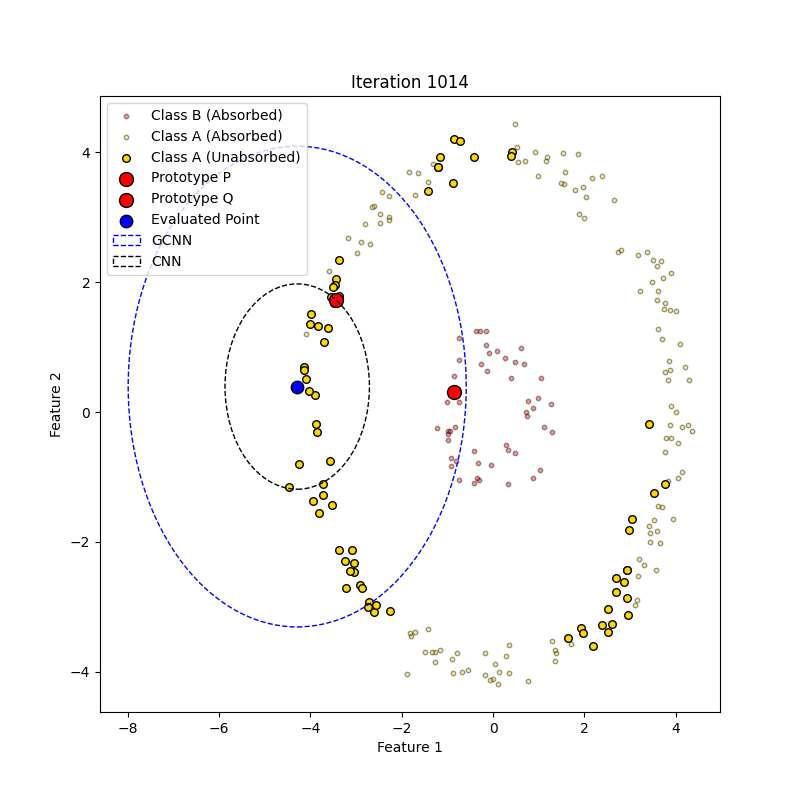 Iteration 1014
Class B (Absorbed)
Class A (Absorbed)
Class A (Unabsorbed)
Prototype P
Prototype Q
Evaluated Point
GCNN
CNN
Feature 2
4
2
0
−2
−4
−8
−6
−4
−2
0
2
4
Feature 1